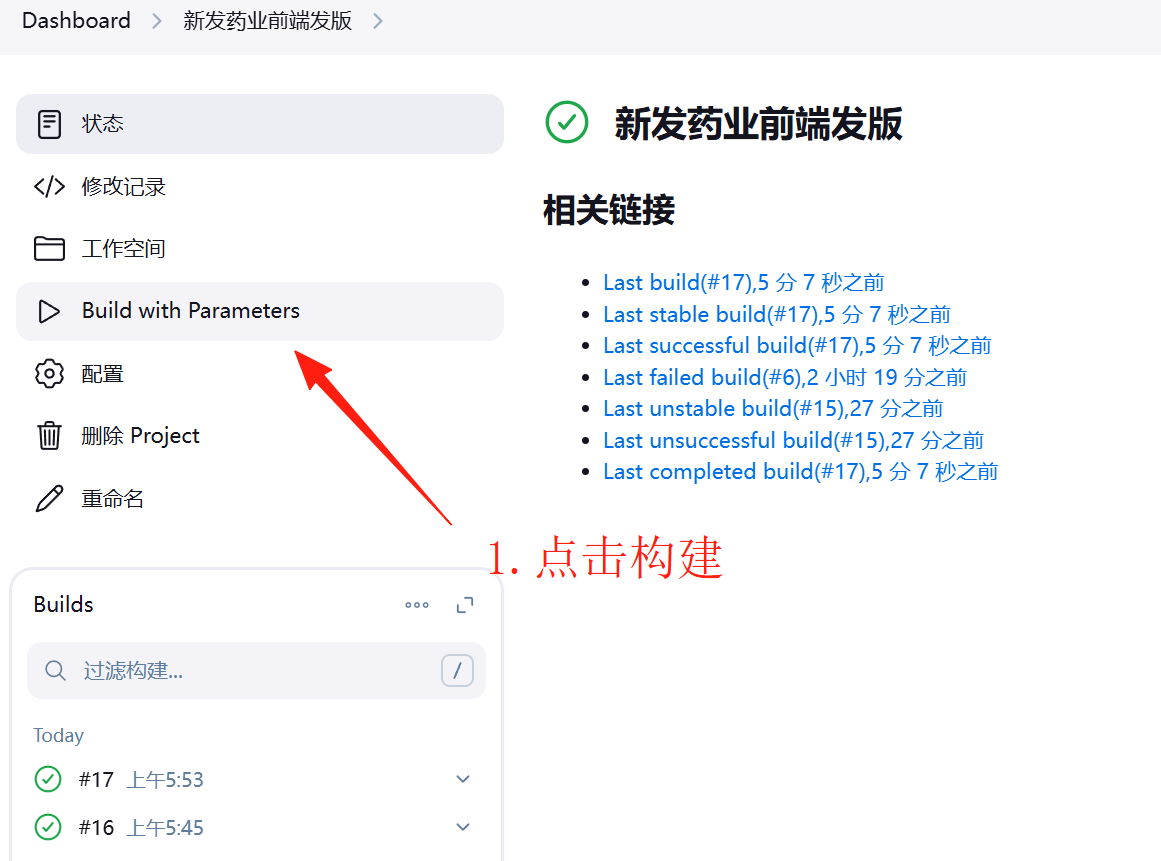 Dashboard > 新发药业前端发版 >
状态
修改记录
工作空间
Build with Parameters
配置
删除 Project
重命名
新发药业前端发版
相关链接
Last build(#17),5 分 7 秒之前
Last stable build(#17),5 分 7 秒之前
Last successful build(#17),5 分 7 秒之前
Last failed build(#6),2 小时 19 分之前
Last unstable build(#15),27 分之前
Last unsuccessful build(#15),27 分之前
Last completed build(#17),5 分 7 秒之前
1. 点击构建
Builds
过滤构建... /
Today
#17 上午5:53
#16 上午5:45